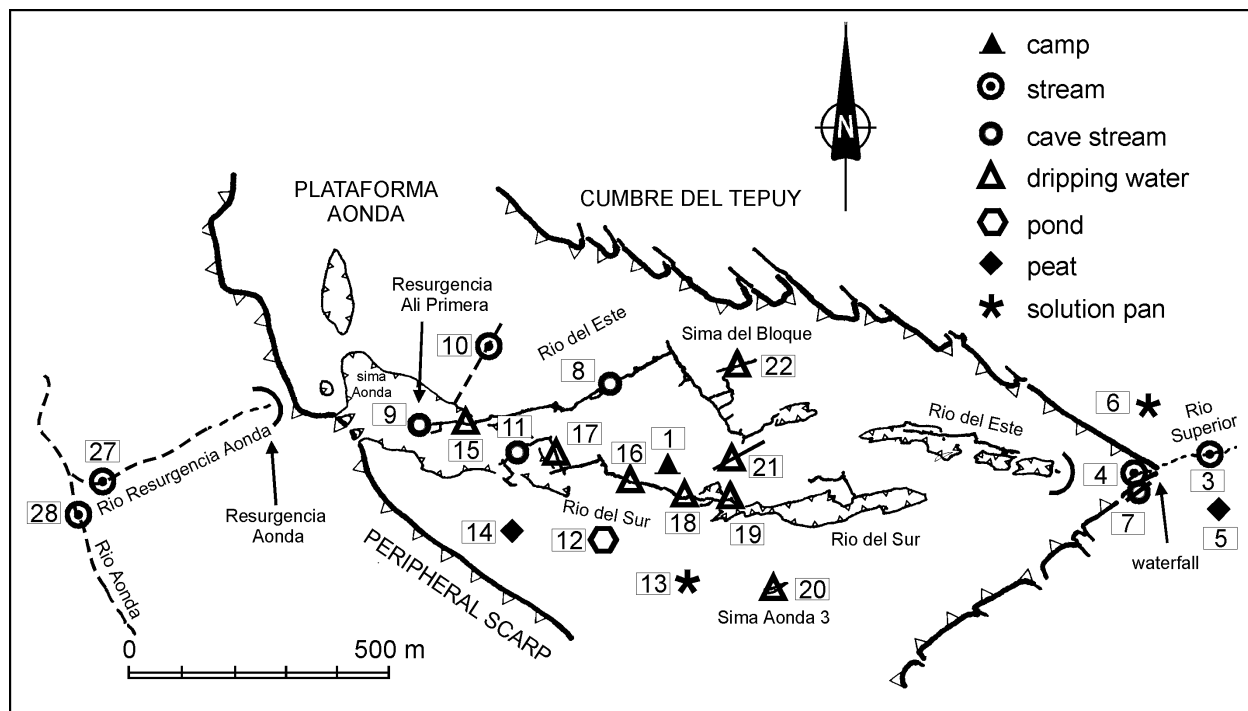 camp
stream
N
cave stream
dripping water
PLATAFORMA
AONDA
CUMBRE DEL TEPUY
pond
peat
Resurgencia
Ali Primera
solution pan
Rio del Este
Sima del Bloque
10
22
8
sima
Aonda
6
Rio
Superior
9
11
Rio del Este
15
17
16
1
21
4
3
27
Rio Resurgencia Aonda
28
Resurgencia
Aonda
14
Rio del Sur
12
18
19
Rio del Sur
7
5
waterfall
Rio Aonda
PERIPHERAL SCARP
13
20
Sima Aonda 3
0
500 m